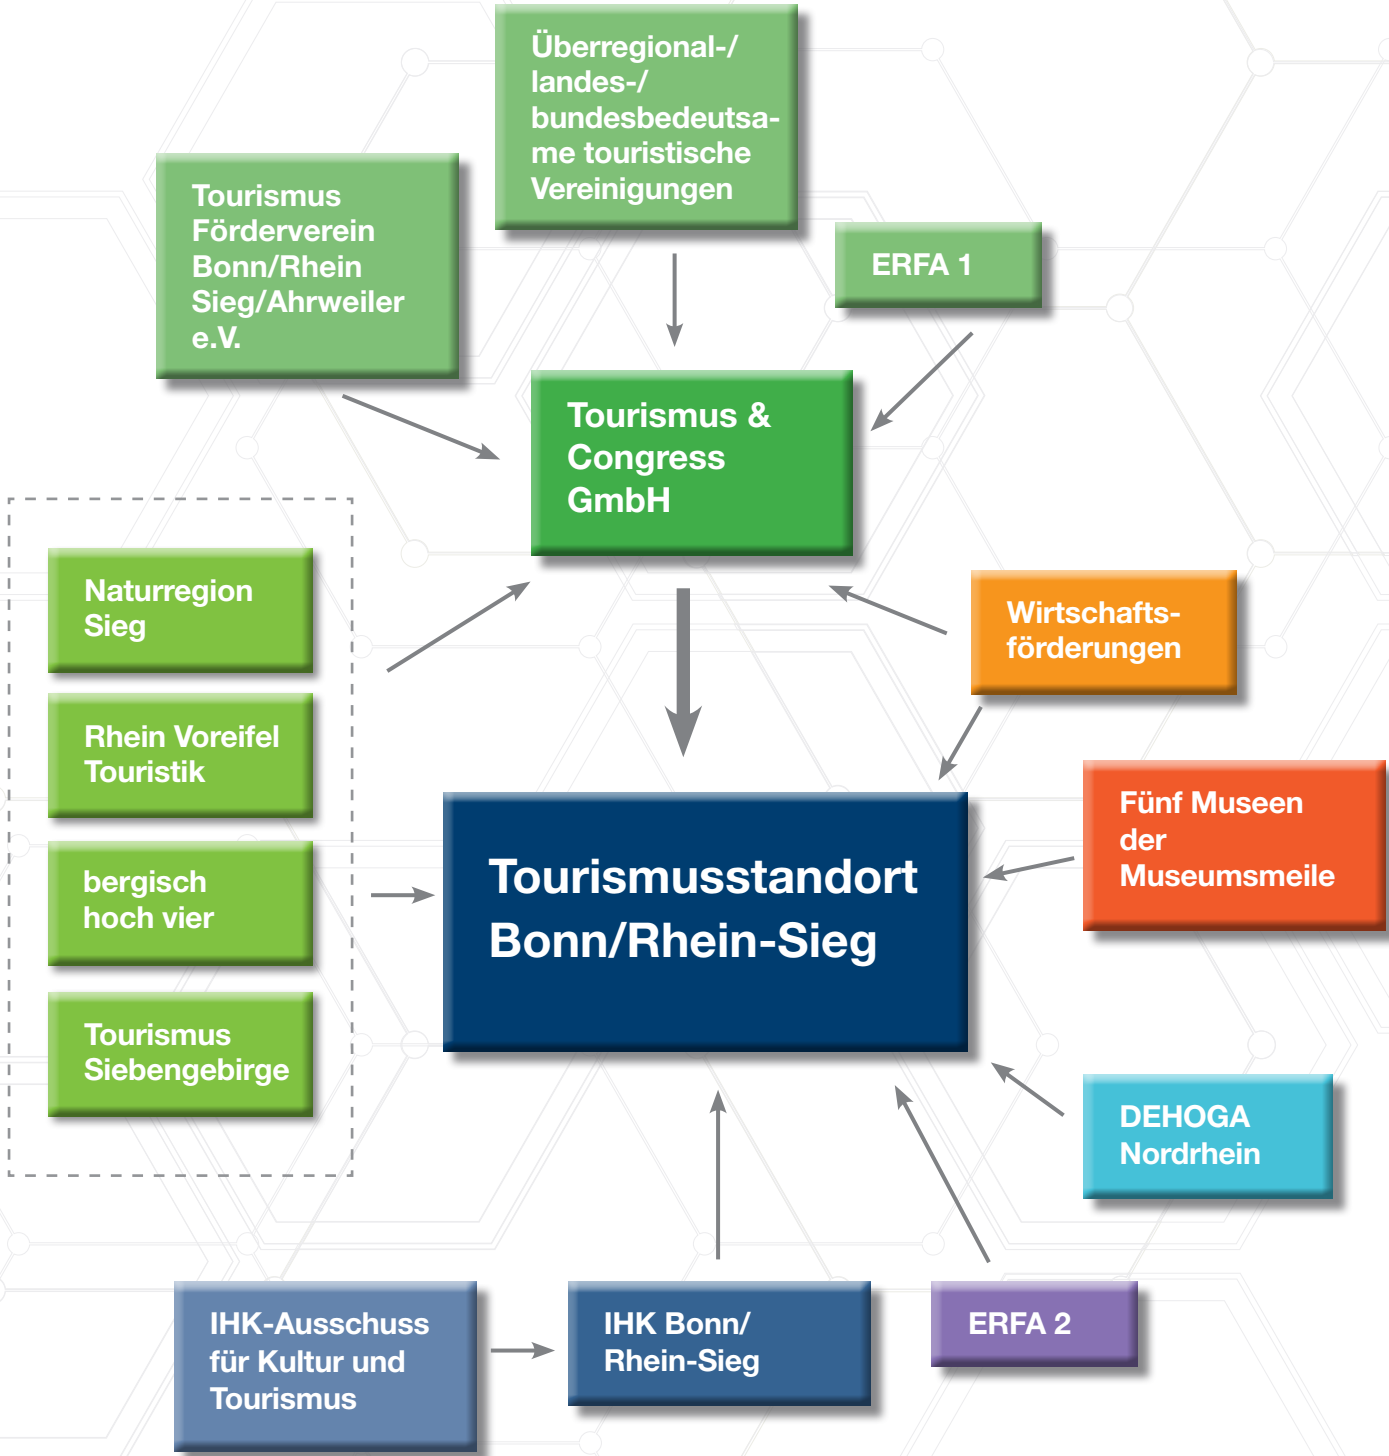 Überregional-/
landes-/
bundesbedeutsa-
me touristische
Vereinigungen
Tourismus
Förderverein
Bonn/Rhein
Sieg/Ahrweiler
e.V.
ERFA 1
Tourismus &
Congress
GmbH
Naturregion
Sieg
Rhein Voreifel
Touristik
bergisch
hoch vier
Tourismus
Siebengebirge
Wirtschafts-
förderungen
Tourismusstandort
Bonn/Rhein-Sieg
Fünf Museen
der
Museumsmeile
DEHOGA
Nordrhein
IHK-Ausschuss
für Kultur und
Tourismus
IHK Bonn/
Rhein-Sieg
ERFA 2